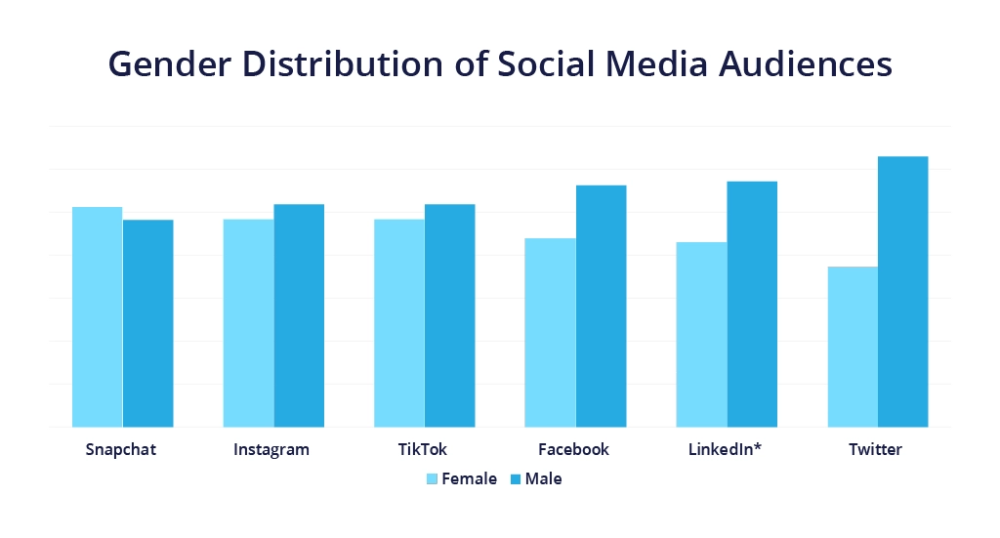 Gender Distribution of Social Media Audiences
Snapchat Instagram TikTok Facebook LinkedIn* Twitter
Female Male